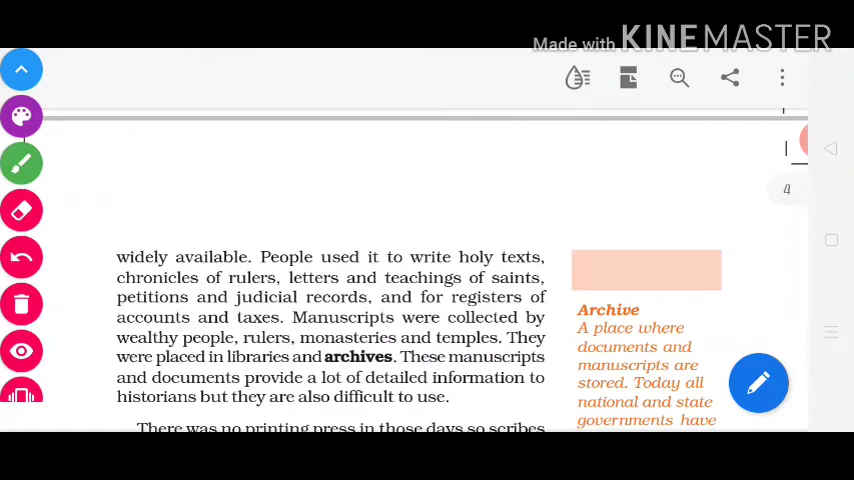 Made with KINEMASTER
4
widely available. People used it to write holy texts,
chronicles of rulers, letters and teachings of saints,
petitions and judicial records, and for registers of
accounts and taxes. Manuscripts were collected by
wealthy people, rulers, monasteries and temples. They
were placed in libraries and archives. These manuscripts
and documents provide a lot of detailed information to
historians but they are also difficult to use.
There was no printing press in those days so scribes
Archive
A place where
documents and
manuscripts are
stored. Today all
national and state
governments have